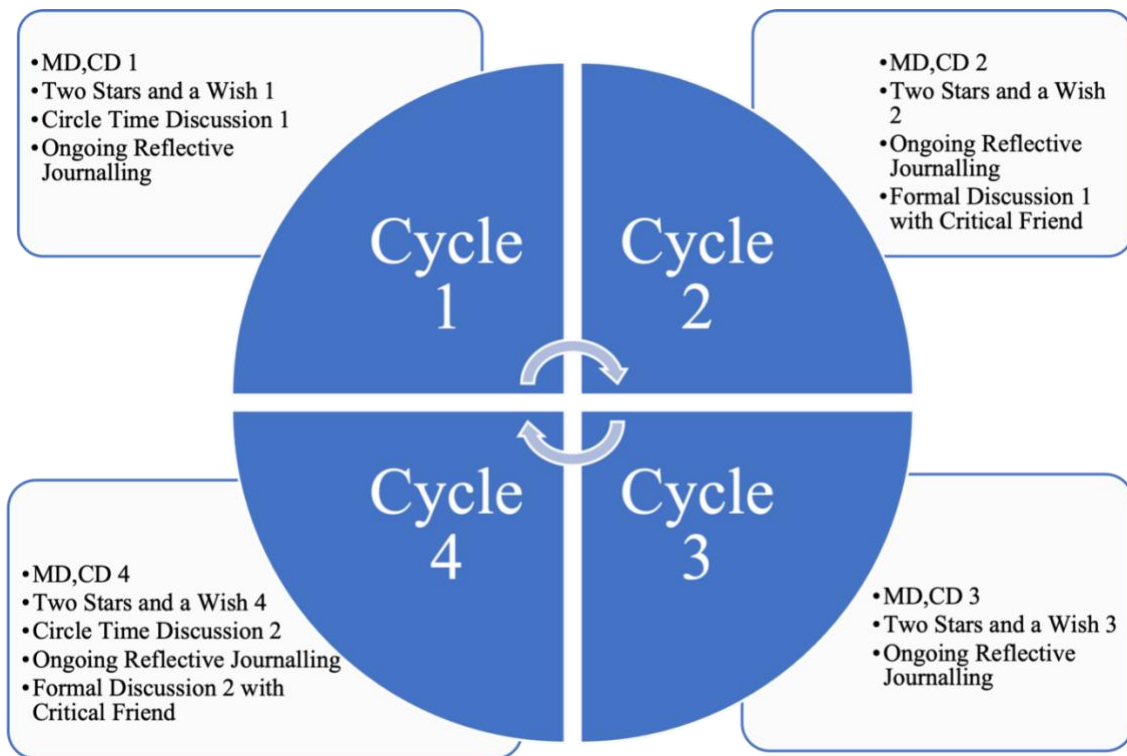 •MD,CD 1
•Two Stars and a Wish 1
•Circle Time Discussion 1
•Ongoing Reflective
Journalling
•MD,CD 2
•Two Stars and a Wish
2
•Ongoing Reflective
Journalling
•Formal Discussion 1
with Critical Friend
Cycle
1
Cycle
2
Cycle
4
Cycle
3
•MD,CD 4
•Two Stars and a Wish 4
•Circle Time Discussion 2
•Ongoing Reflective Journalling
•Formal Discussion 2 with
Critical Friend
•MD,CD 3
•Two Stars and a Wish 3
•Ongoing Reflective
Journalling